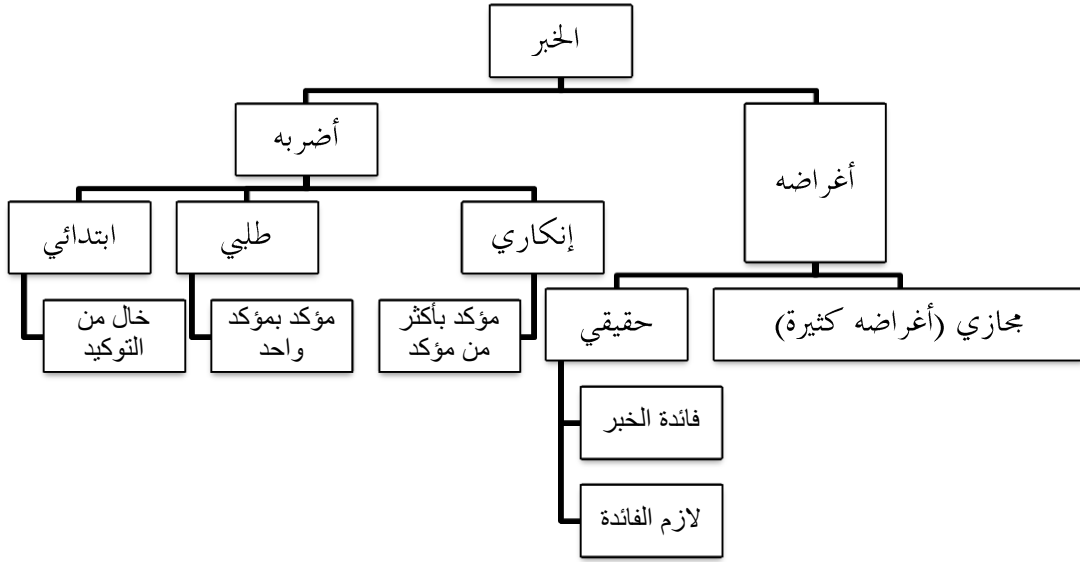 الخبر
أغراضه
أضربه
إنكاري
طلبي
ابتدائي
مجازي (أغراضه كثيرة)
حقيقي
مؤكد بأكثر
من مؤكد
مؤكد بمؤكد
واحد
خال من
التوكيد
فائدة الخبر
لازم الفائدة